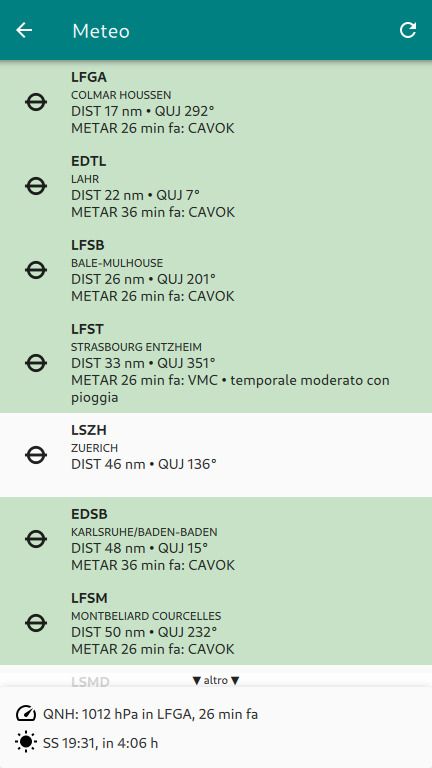 Meteo
LFGA
COLMAR HOUSSEN
DIST 17 nm • QUJ 292°
METAR 26 min fa: CAVOK
EDTL
LAHR
DIST 22 nm • QUJ 7°
METAR 36 min fa: CAVOK
LFSB
BALE-MULHOUSE
DIST 26 nm • QUJ 201°
METAR 26 min fa: CAVOK
LFST
STRASBOURG ENTZHEIM
DIST 33 nm • QUJ 351°
METAR 26 min fa: VMC • temporale moderato con
pioggia
LSZH
ZUERICH
DIST 46 nm • QUJ 136°
EDSB
KARLSRUHE/BADEN-BADEN
DIST 48 nm • QUJ 15°
METAR 36 min fa: CAVOK
LFSM
MONTBELIARD COURCELLES
DIST 50 nm • QUJ 232°
METAR 26 min fa: CAVOK
LSMD ▼ altro ▼
QNH: 1012 hPa in LFGA, 26 min fa
SS 19:31, in 4:06 h